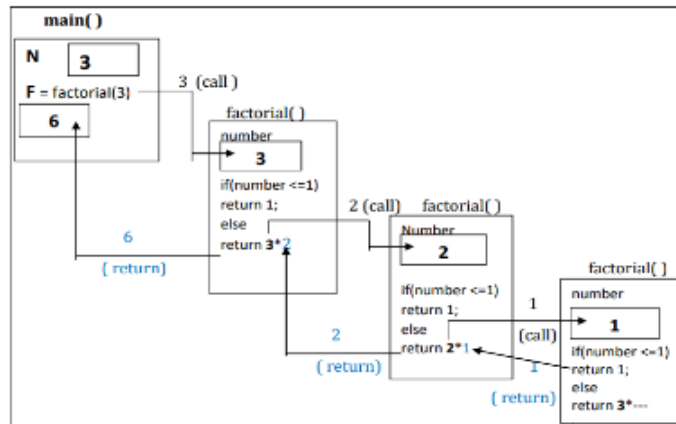 main( )
N 3
F = factorial(3)
6
3 (call )
factorial( )
number
3
if(number <=1)
return 1;
else
return 3*2
6
( return)
2 (call)
factorial( )
Number
2
if(number <=1)
return 1;
else
return 2*1
2
( return)
1
(call)
factorial( )
number
1
if(number <=1)
return 1;
else
return 3*---
1
( return)